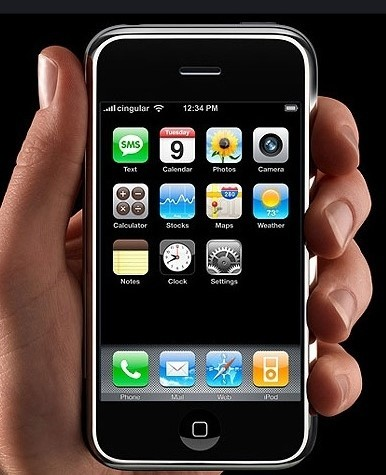 cingular 12:34 PM
SMS Tuesday 9 280 73°
Text Calendar Photos Camera
Calculator Stocks Maps Weather
Notes Clock Settings
Phone Mail Web iPod